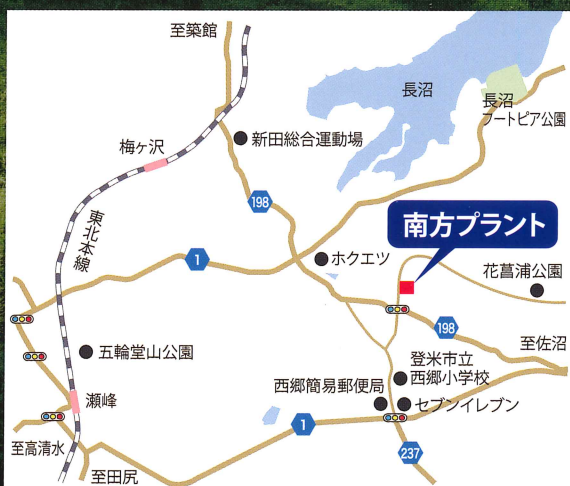 至築館
長沼
長沼
フートピア公園
梅ヶ沢
新田総合運動場
198
東北本線
南方プラント
ホクエツ
1
花菖浦公園
198
至佐沼
五輪堂山公園
登米市立
西郷小学校
西郷簡易郵便局
セブンイレブン
瀬峰
1
至高清水
237
至田尻